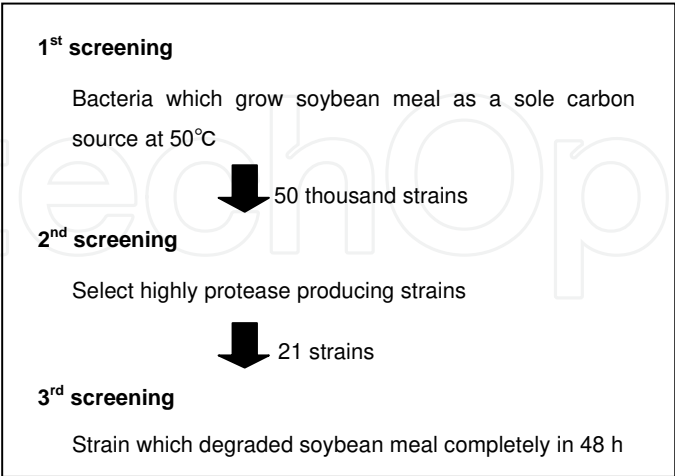 1st screening
Bacteria which grow soybean meal as a sole carbon
source at 50℃
50 thousand strains
2nd screening
Select highly protease producing strains
21 strains
3rd screening
Strain which degraded soybean meal completely in 48 h